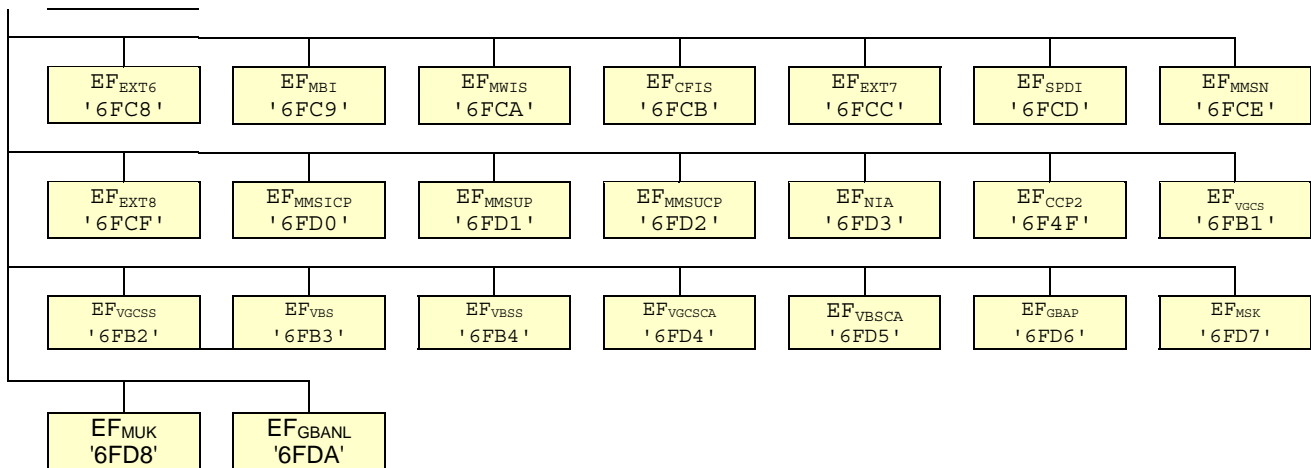 EFEXT6 EFMBI EFMWIS EFCFIS EFEXT7 EFSPDI EFMMSN
'6FC8' '6FC9' '6FCA' '6FCB' '6FCC' '6FCD' '6FCE'
EFEXT8 EFMMSICP EFMMSUP EFMMSUCP EFNIA EFCCP2 EFVGCS
'6FCF' '6FD0' '6FD1' '6FD2' '6FD3' '6F4F' '6FB1'
EFVGCSS EFVBS EFVBSS EFVGCSCA EFVBSCA EFGBAP EFMSK
'6FB2' '6FB3' '6FB4' '6FD4' '6FD5' '6FD6' '6FD7'
EFMUK EFGBANL
'6FD8' '6FDA'